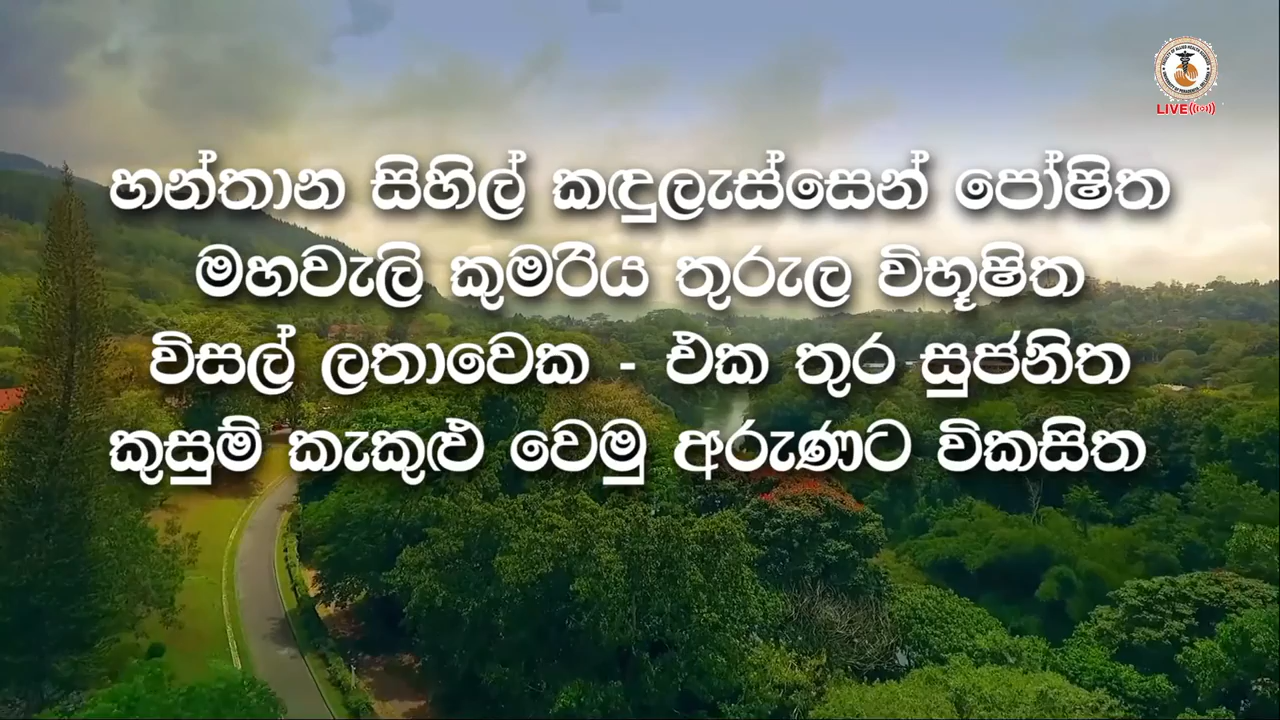 LIVE
හන්තාන සිහිල් කඳුලැස්සෙන් පෝෂිත
මහවැලි කුමරිය තුරුල විභූෂිත
විසල් ලතාවෙක - එක තුර සුජනිත
කුසුම් කැකුළු වෙමු අරුණට විකසිත